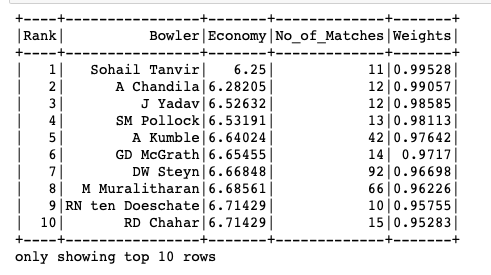 +----+---------------+-------+-------------+-------+
|Rank|         Bowler|Economy|No_of_Matches|Weights|
+----+---------------+-------+-------------+-------+
|   1|  Sohail Tanvir|   6.25|           11|0.99528|
|   2|     A Chandila|6.28205|           12|0.99057|
|   3|        J Yadav|6.52632|           12|0.98585|
|   4|     SM Pollock|6.53191|           13|0.98113|
|   5|       A Kumble|6.64024|           42|0.97642|
|   6|     GD McGrath|6.65455|           14| 0.9717|
|   7|       DW Steyn|6.66848|           92|0.96698|
|   8| M Muralitharan|6.68561|           66|0.96226|
|   9|RN ten Doeschate|6.71429|           10|0.95755|
|  10|      RD Chahar|6.71429|           15|0.95283|
+----+---------------+-------+-------------+-------+
only showing top 10 rows